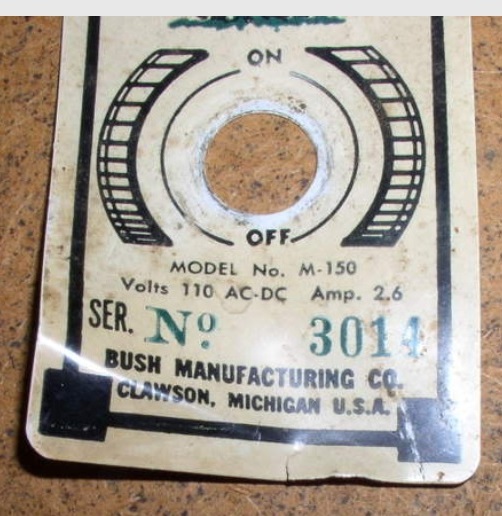 ON
OFF
MODEL No. M-150
Volts 110 AC-DC Amp. 2.6
SER. Nº 3014
BUSH MANUFACTURING CO.
CLAWSON, MICHIGAN U.S.A.